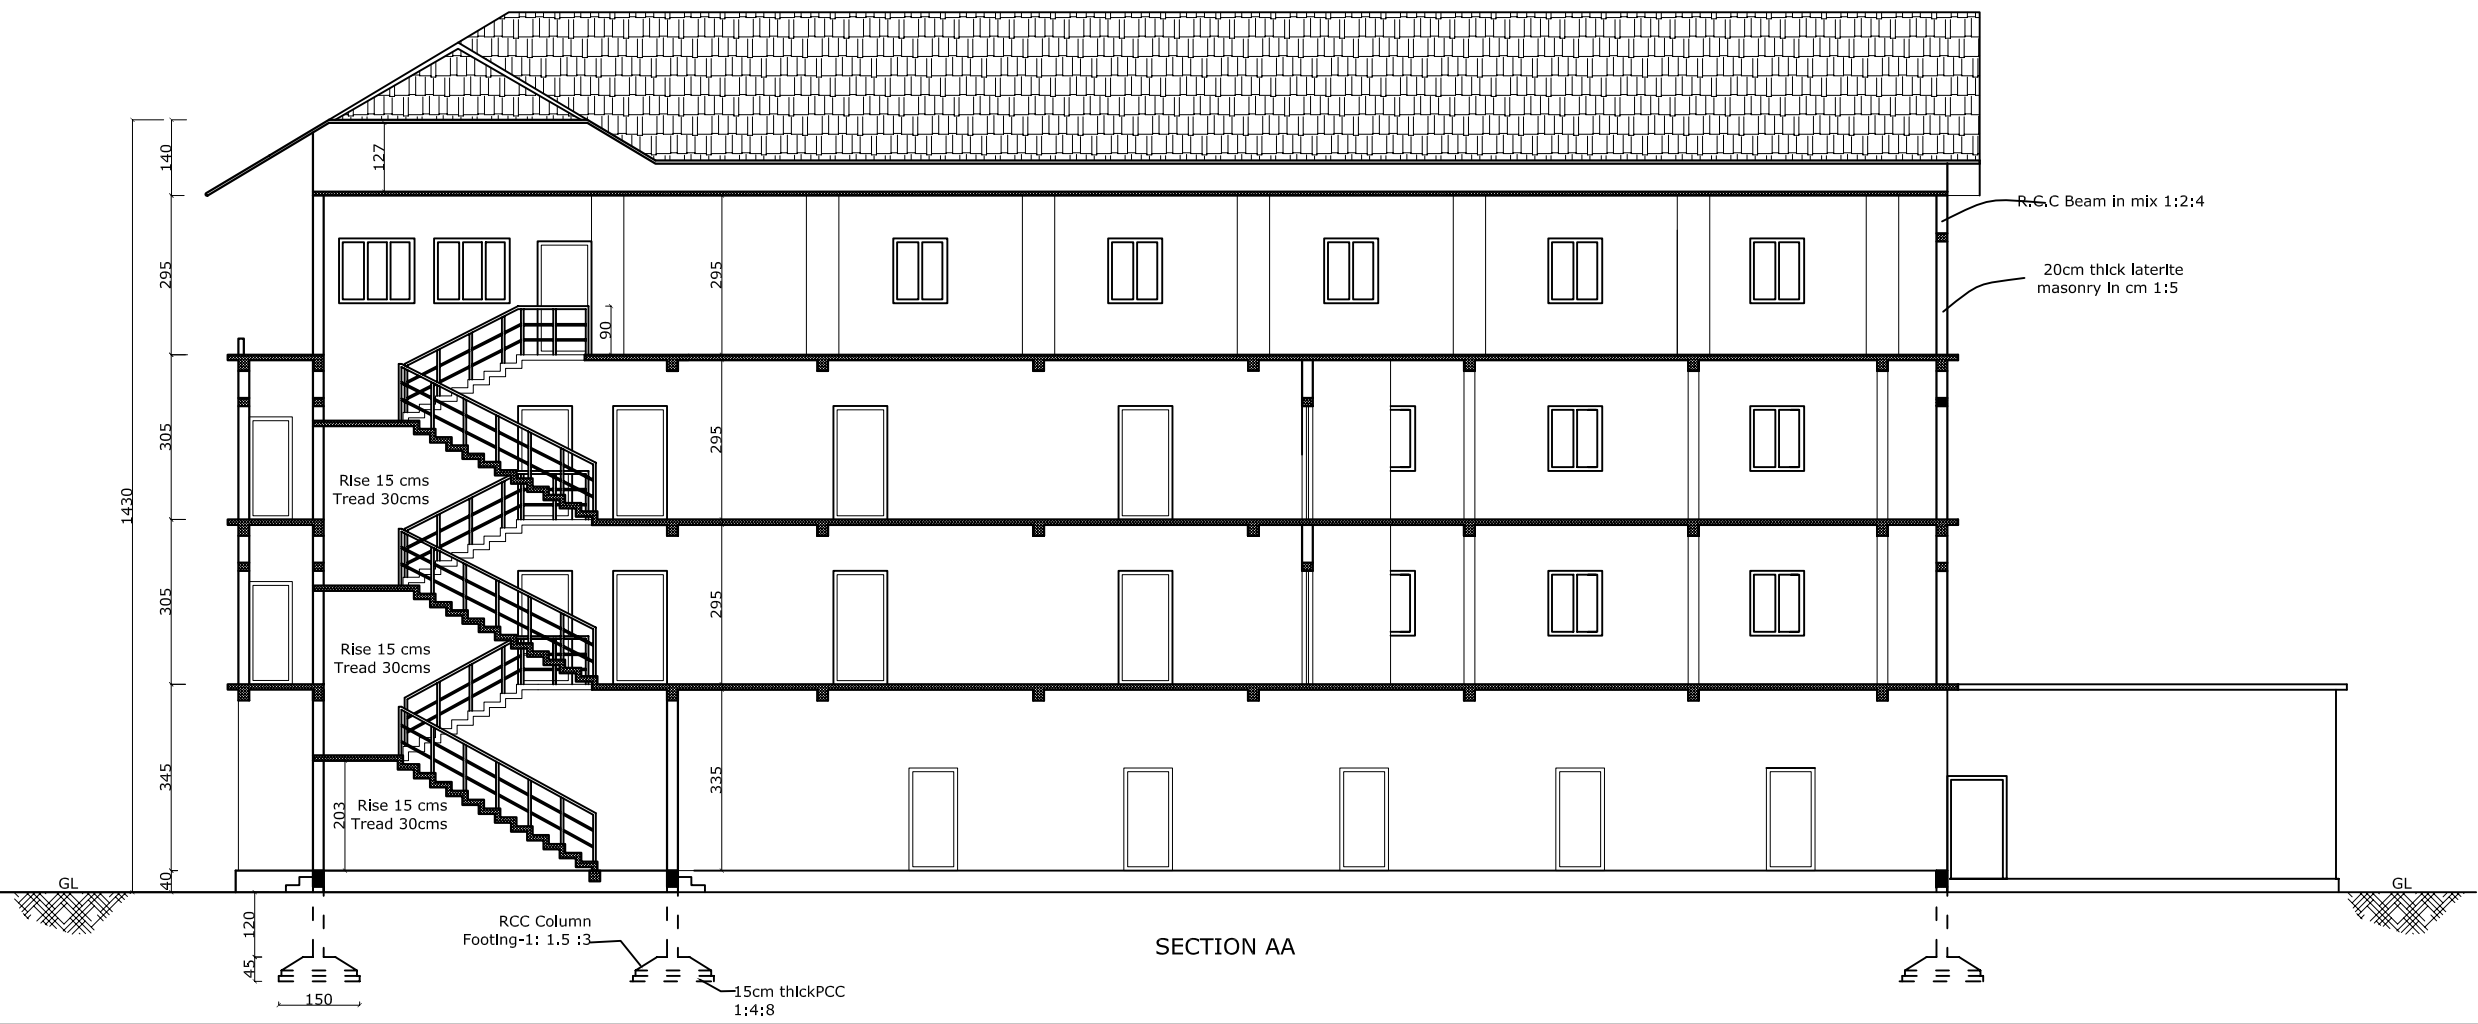 140
127
R.C.C Beam in mix 1:2:4
295
295
20cm thick laterite
masonry in cm 1:5
90
305
295
Rise 15 cms
Tread 30cms
1430
305
295
Rise 15 cms
Tread 30cms
345
335
203
Rise 15 cms
Tread 30cms
40
GL
GL
120
RCC Column
Footing-1: 1.5 :3
SECTION AA
45
15cm thickPCC
1:4:8
150